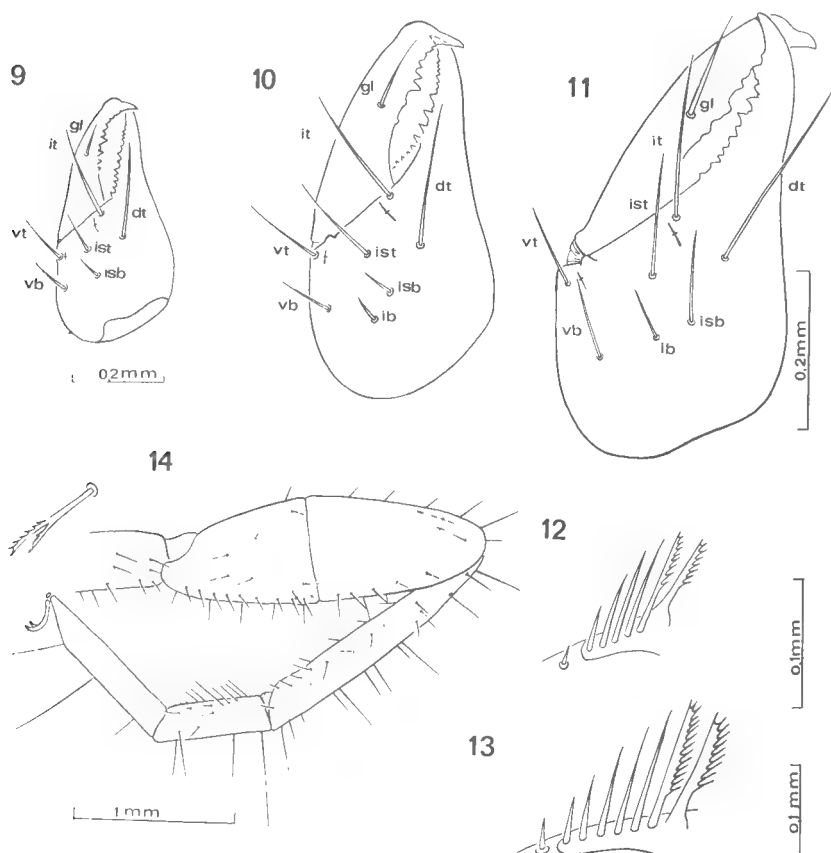 9
gl
it
vt
ist
dt
isb
vb
0.2mm
10
gl
it
vt
ist
dt
isb
vb
ib
11
gl
it
dt
ist
vt
vb
ib
isb
0.2mm
14
1mm
12
0.1mm
13
0.1mm